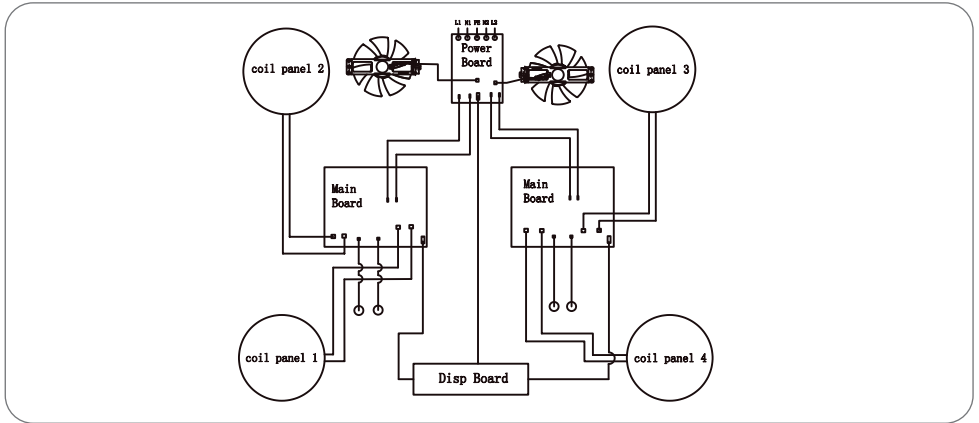 L1 N1 PE N2 L2
Power
Board
coil panel 2
coil panel 3
Main
Board
Main
Board
coil panel 1
coil panel 4
Disp Board